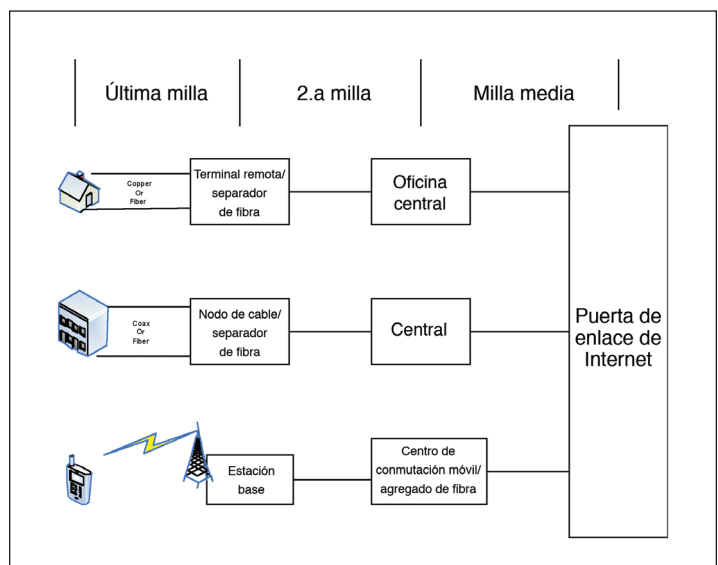 Última milla
2.a milla
Milla media
Copper
Or
Fiber
Terminal remota/
separador
de fibra
Oficina
central
Coax
Or
Fiber
Nodo de cable/
separador
de fibra
Central
Puerta de
enlace de
Internet
Estación
base
Centro de
conmutación móvil/
agregado de fibra